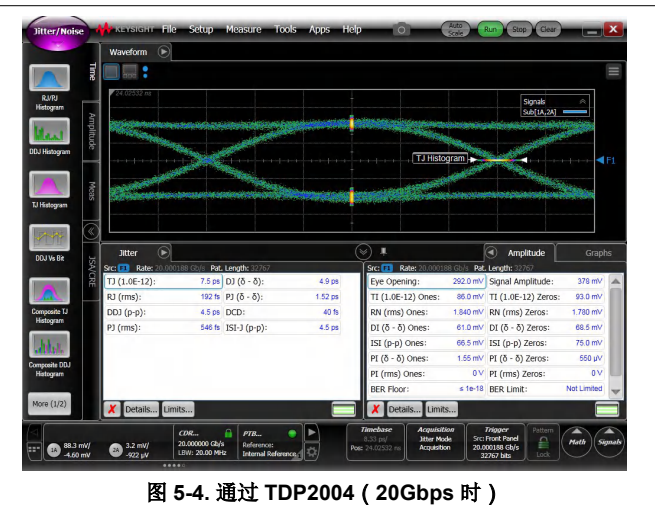 Jitter/Noise
KEYSIGHT File Setup Measure Tools Apps Help
Auto Scale Run Stop Clear X
Waveform
24.02532 ns
Signals
Sub[1A,2A]
TJ Histogram
F1
Time
Amplitude
Meas
JSA/CRE
RJ/PJ Histogram
DDJ Histogram
TJ Histogram
DDJ Vs Bit
Composite TJ Histogram
Composite DDJ Histogram
More (1/2)
Jitter
Src: F1 Rate: 20.000188 Gb/s Pat. Length: 32767
TJ (1.0E-12): 7.5 ps DJ (δ - δ): 4.9 ps
RJ (rms): 192 fs PJ (δ - δ): 1.52 ps
DDJ (p-p): 4.5 ps DCD: 40 fs
PJ (rms): 546 fs ISI-J (p-p): 4.5 ps
X Details... Limits...
Amplitude Graphs
Src: F1 Rate: 20.000188 Gb/s Pat. Length: 32767
Eye Opening: 292.0 mV Signal Amplitude: 378 mV
TI (1.0E-12) Ones: 86.0 mV TI (1.0E-12) Zeros: 93.0 mV
RN (rms) Ones: 1.840 mV RN (rms) Zeros: 1.780 mV
DI (δ - δ) Ones: 61.0 mV DI (δ - δ) Zeros: 68.5 mV
ISI (p-p) Ones: 66.5 mV ISI (p-p) Zeros: 75.0 mV
PI (δ - δ) Ones: 1.55 mV PI (δ - δ) Zeros: 550 µV
PI (rms) Ones: 0 V PI (rms) Zeros: 0 V
BER Floor: ≤ 1e-18 BER Limit: Not Limited
X Details... Limits...
1A 88.3 mV/ -4.60 mV
2A 3.2 mV/ -922 µV
CDR...
20.000000 Gb/s
LBW: 20.00 MHz
PTB...
Reference:
Internal Reference
Timebase
8.33 ps/
Pos: 24.02532 ns
Acquisition
Jitter Mode
Acquisition
Trigger
Src: Front Panel
20.000188 Gb/s
32767 bits
Pattern
Lock
Math
Signals
图 5-4. 通过 TDP2004（20Gbps 时）